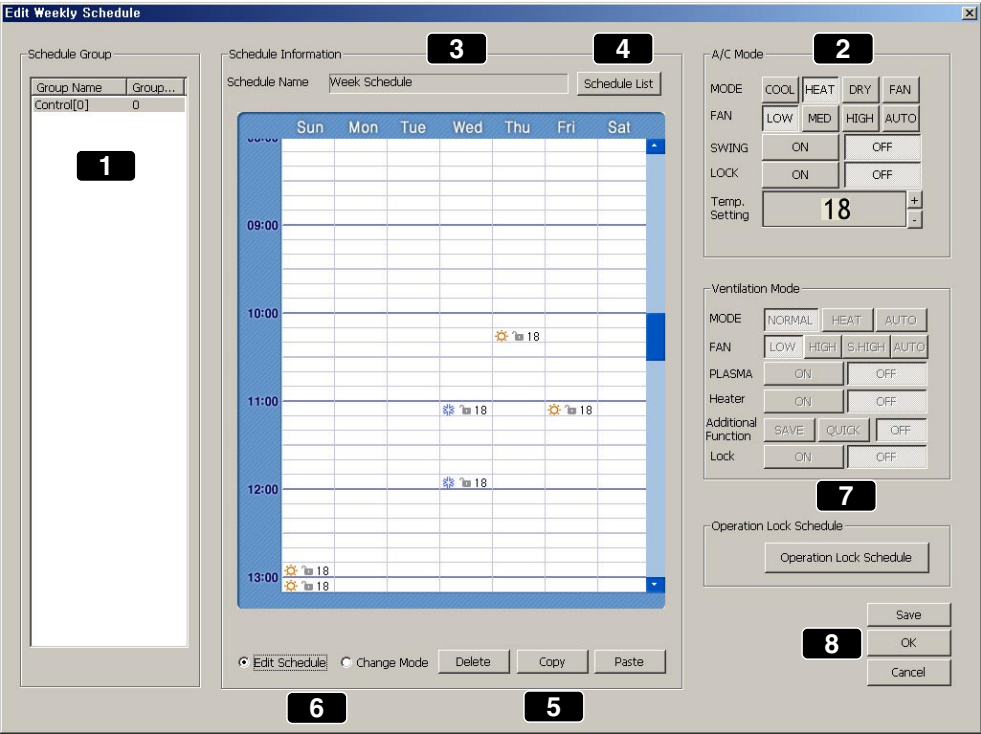 Edit Weekly Schedule
Schedule Group
Group Name Group...
Control[0] 0
1
Schedule Information
3
4
Schedule Name Week Schedule Schedule List
Sun Mon Tue Wed Thu Fri Sat
09:00
10:00
18
11:00
18 18
12:00
18
13:00
18
18
Edit Schedule Change Mode Delete Copy Paste
6
5
A/C Mode
2
MODE COOL HEAT DRY FAN
FAN LOW MED HIGH AUTO
SWING ON OFF
LOCK ON OFF
Temp.
Setting
18 + -
Ventilation Mode
MODE NORMAL HEAT AUTO
FAN LOW HIGH S.HIGH AUTO
PLASMA ON OFF
Heater ON OFF
Additional
Function
SAVE QUICK OFF
Lock ON OFF
7
Operation Lock Schedule
Operation Lock Schedule
Save
8
OK
Cancel